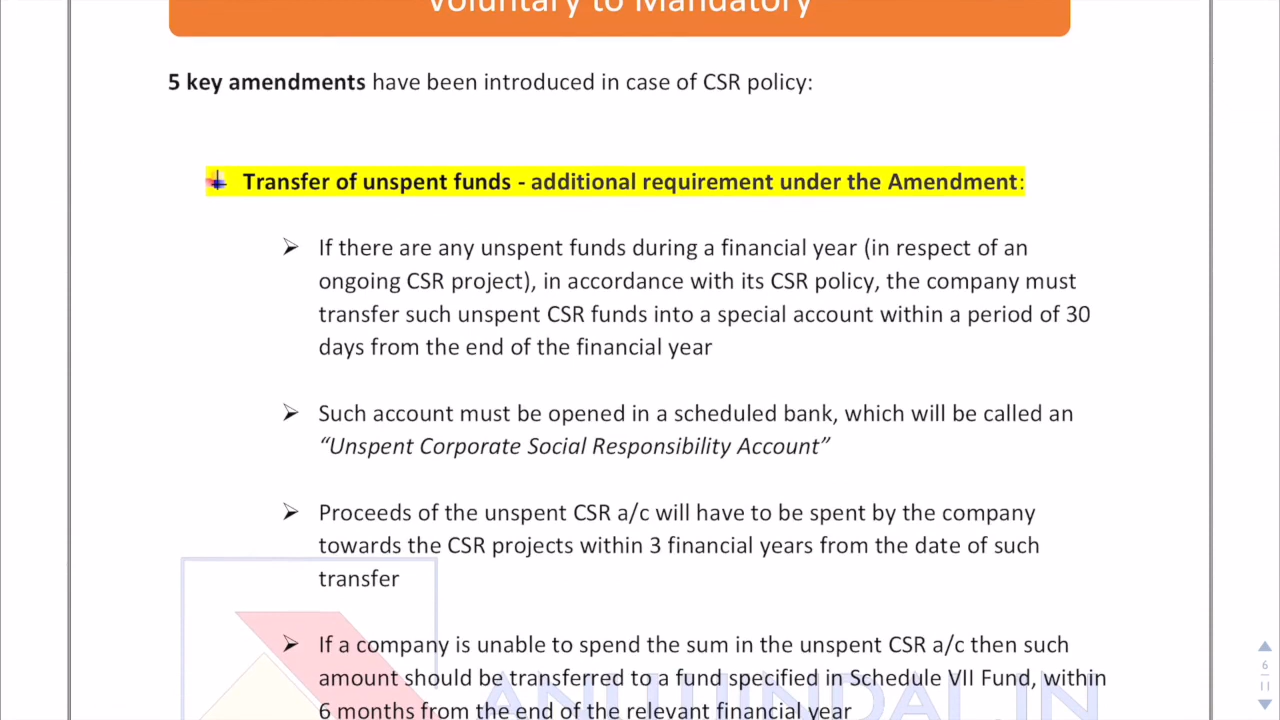 Voluntary to Mandatory
5 key amendments have been introduced in case of CSR policy:
Transfer of unspent funds - additional requirement under the Amendment:
➢ If there are any unspent funds during a financial year (in respect of an
ongoing CSR project), in accordance with its CSR policy, the company must
transfer such unspent CSR funds into a special account within a period of 30
days from the end of the financial year
➢ Such account must be opened in a scheduled bank, which will be called an
“Unspent Corporate Social Responsibility Account”
➢ Proceeds of the unspent CSR a/c will have to be spent by the company
towards the CSR projects within 3 financial years from the date of such
transfer
➢ If a company is unable to spend the sum in the unspent CSR a/c then such
amount should be transferred to a fund specified in Schedule VII Fund, within
6 months from the end of the relevant financial year
6
11